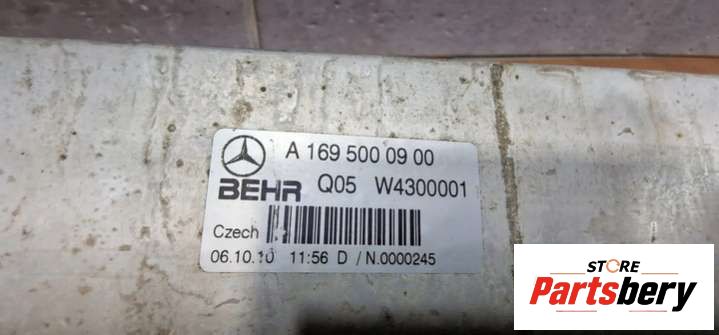 A 169 500 09 00
BEHR Q05 W4300001
Czech
06.10.10 11:56 D / N.0000245
STORE
Partsbery